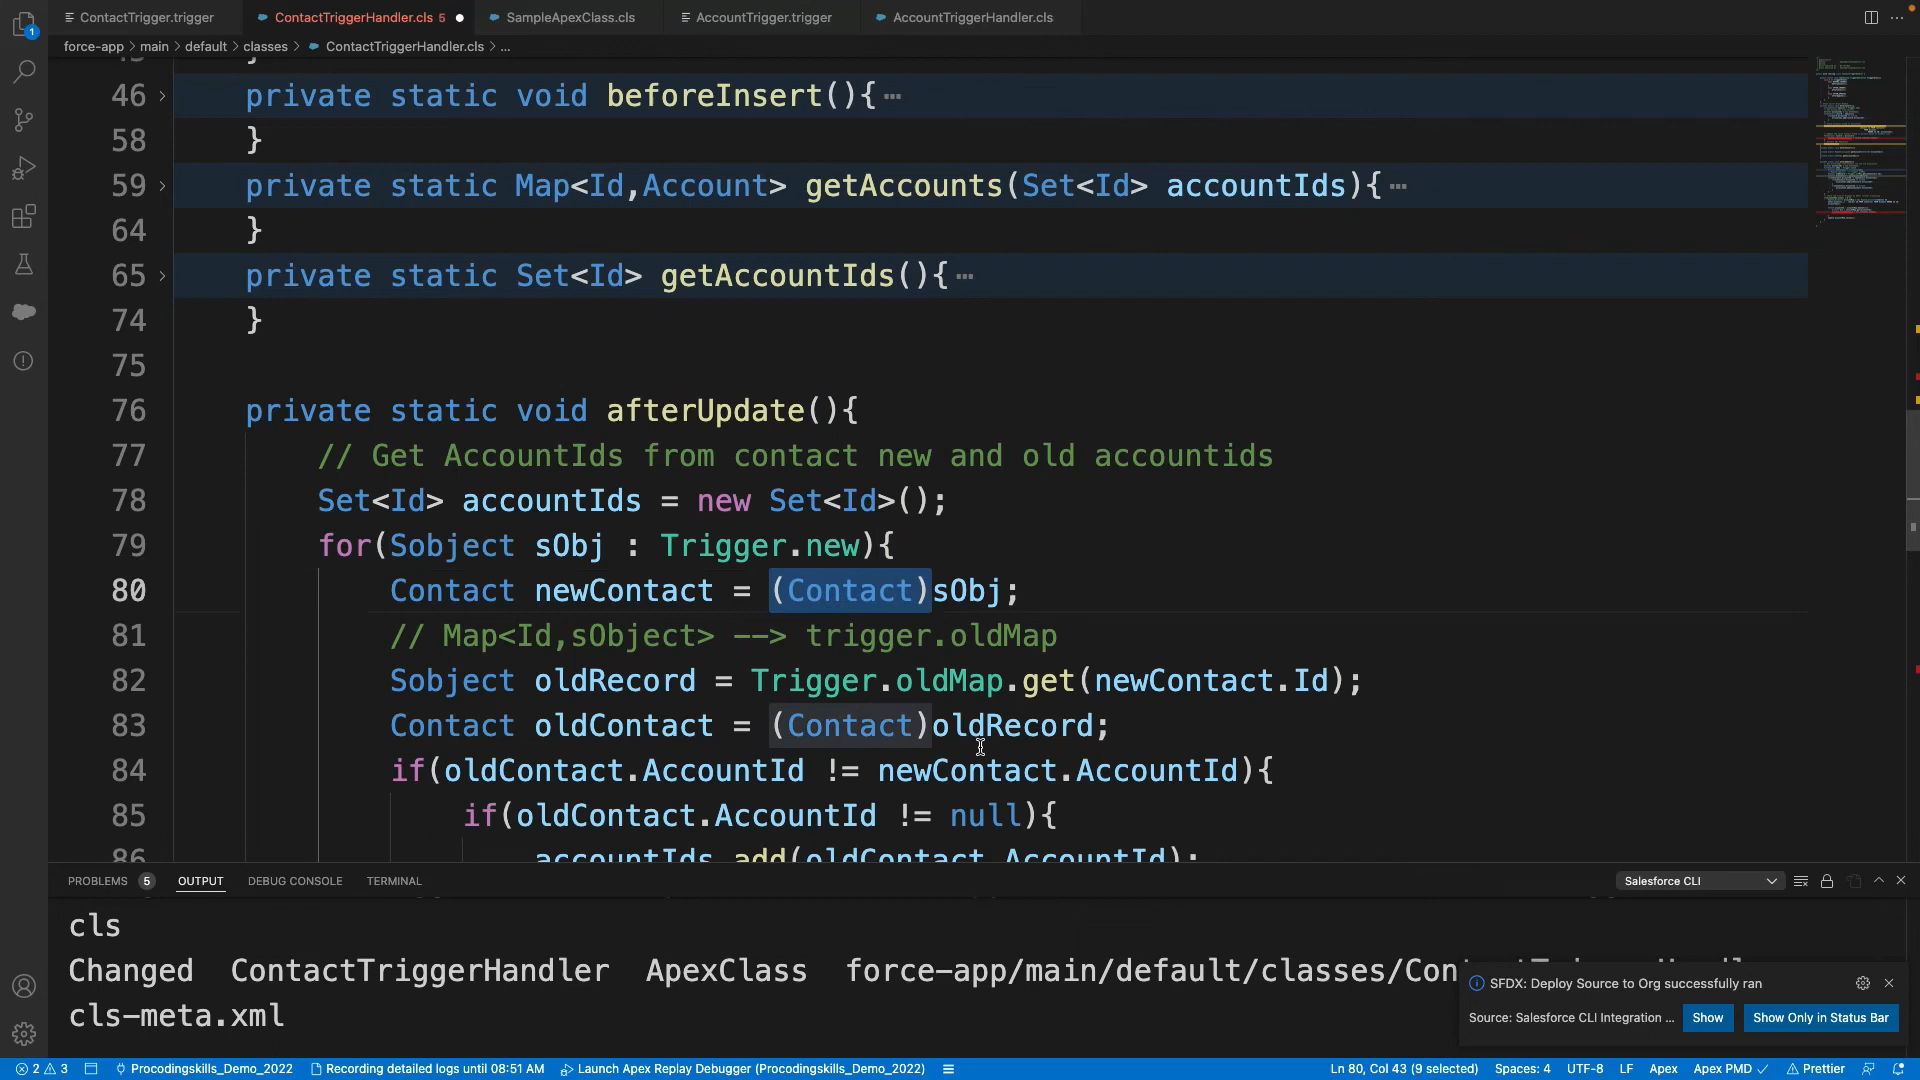 ContactTrigger.trigger
ContactTriggerHandler.cls 5
SampleApexClass.cls
AccountTrigger.trigger
AccountTriggerHandler.cls
force-app > main > default > classes > ContactTriggerHandler.cls > ...
46 private static void beforeInsert(){
58 }
59 private static Map<Id,Account> getAccounts(Set<Id> accountIds){
64 }
65 private static Set<Id> getAccountIds(){
74 }
75
76 private static void afterUpdate(){
77 // Get AccountIds from contact new and old accountids
78 Set<Id> accountIds = new Set<Id>();
79 for(Sobject sObj : Trigger.new){
80 Contact newContact = (Contact)sObj;
81 // Map<Id,sObject> --> trigger.oldMap
82 Sobject oldRecord = Trigger.oldMap.get(newContact.Id);
83 Contact oldContact = (Contact)oldRecord;
84 if(oldContact.AccountId != newContact.AccountId){
85 if(oldContact.AccountId != null){
86 accountIds.add(oldContact.AccountId);
PROBLEMS 5 OUTPUT DEBUG CONSOLE TERMINAL
Salesforce CLI
cls
Changed ContactTriggerHandler ApexClass force-app/main/default/classes/Con
cls-meta.xml
SFDX: Deploy Source to Org successfully ran
Source: Salesforce CLI Integration ...
Show
Show Only in Status Bar
1
2 3 Procodingskills_Demo_2022 Recording detailed logs until 08:51 AM Launch Apex Replay Debugger (Procodingskills_Demo_2022)
Ln 80, Col 43 (9 selected) Spaces: 4 UTF-8 LF Apex Apex PMD Prettier